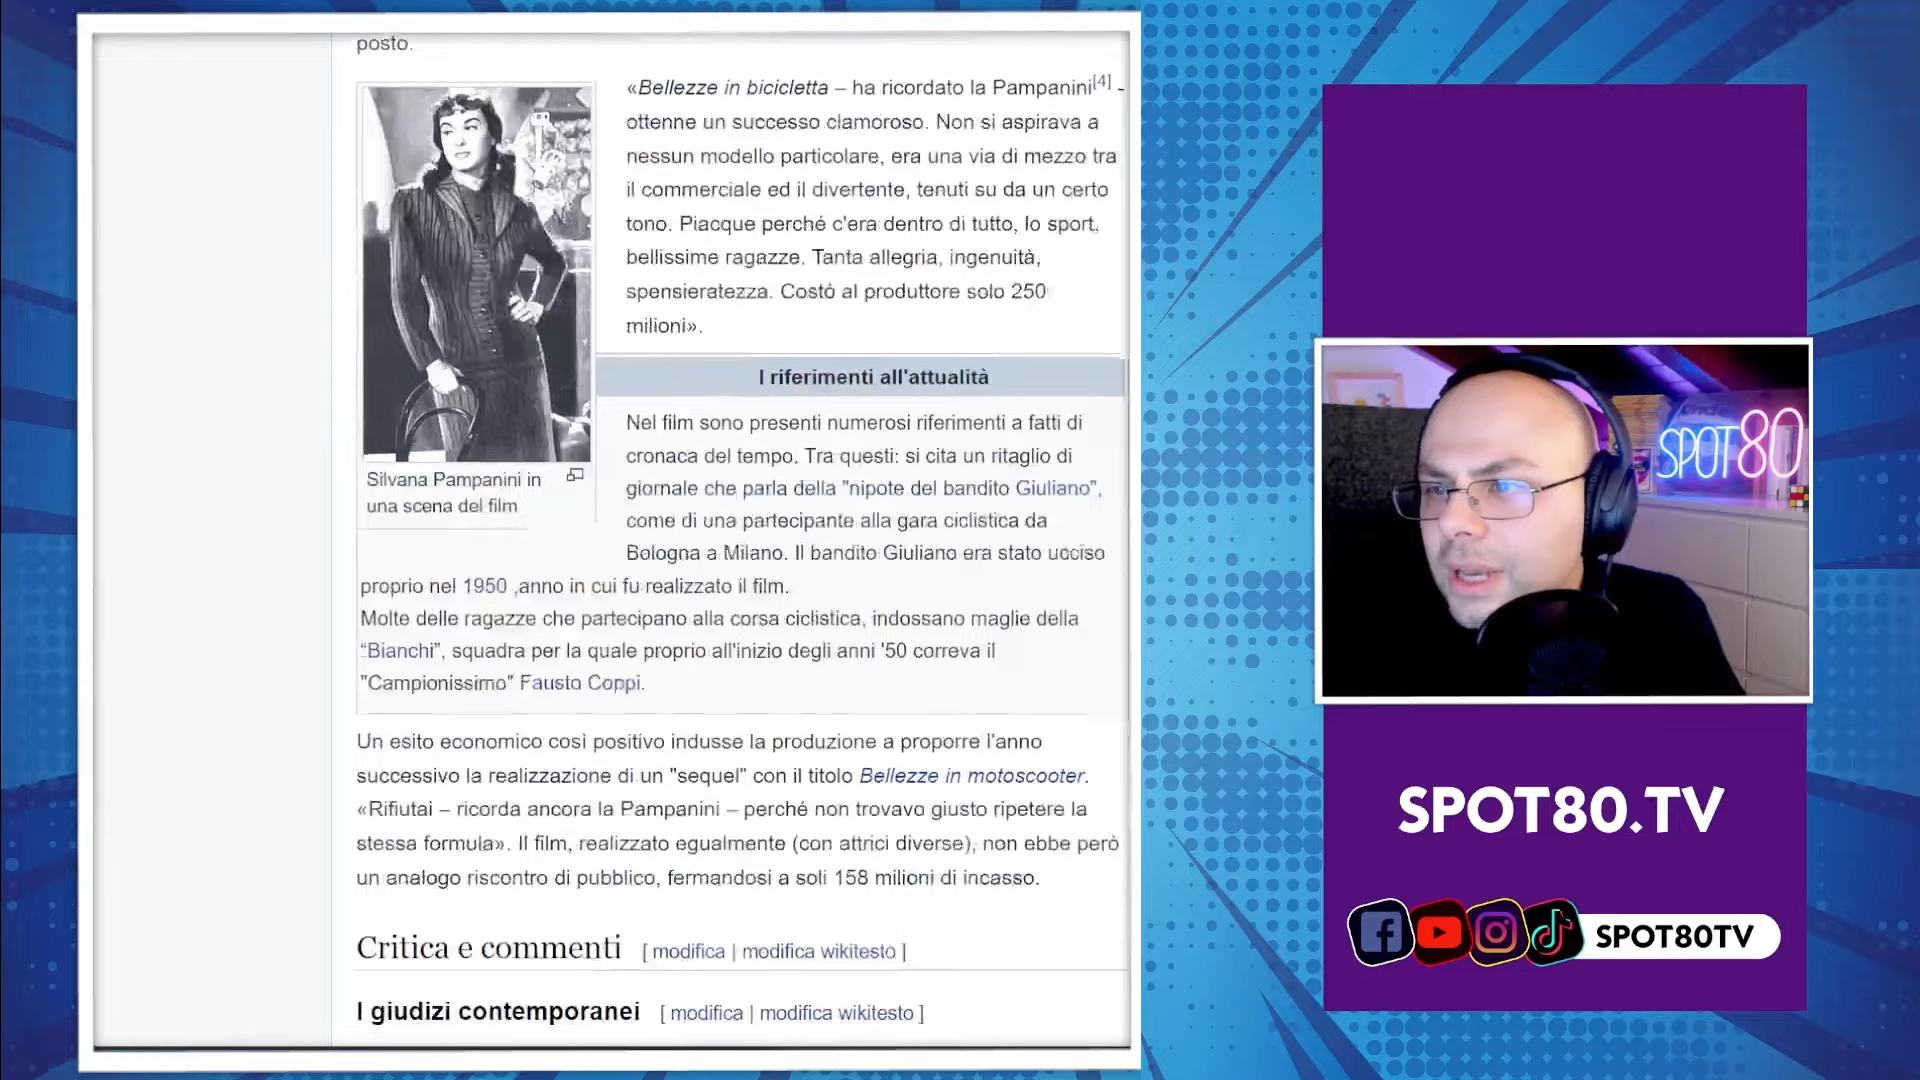 posto.
«Bellezze in bicicletta – ha ricordato la Pampanini[4] -
ottenne un successo clamoroso. Non si aspirava a
nessun modello particolare, era una via di mezzo tra
il commerciale ed il divertente, tenuti su da un certo
tono. Piacque perché c'era dentro di tutto, lo sport,
bellissime ragazze. Tanta allegria, ingenuità,
spensieratezza. Costó al produttore solo 250
milioni».
Silvana Pampanini in
una scena del film
I riferimenti all'attualità
Nel film sono presenti numerosi riferimenti a fatti di
cronaca del tempo. Tra questi: si cita un ritaglio di
giornale che parla della "nipote del bandito Giuliano",
come di una partecipante alla gara ciclistica da
Bologna a Milano. Il bandito Giuliano era stato ucciso
proprio nel 1950 ,anno in cui fu realizzato il film.
Molte delle ragazze che partecipano alla corsa ciclistica, indossano maglie della
“Bianchi”, squadra per la quale proprio all'inizio degli anni '50 correva il
"Campionissimo" Fausto Coppi.
Un esito economico così positivo indusse la produzione a proporre l'anno
successivo la realizzazione di un "sequel" con il titolo Bellezze in motoscooter.
«Rifiutai – ricorda ancora la Pampanini – perché non trovavo giusto ripetere la
stessa formula». Il film, realizzato egualmente (con attrici diverse), non ebbe però
un analogo riscontro di pubblico, fermandosi a soli 158 milioni di incasso.
Critica e commenti [ modifica | modifica wikitesto ]
I giudizi contemporanei [ modifica | modifica wikitesto ]
SPOT80
SPOT80.TV
SPOT80TV